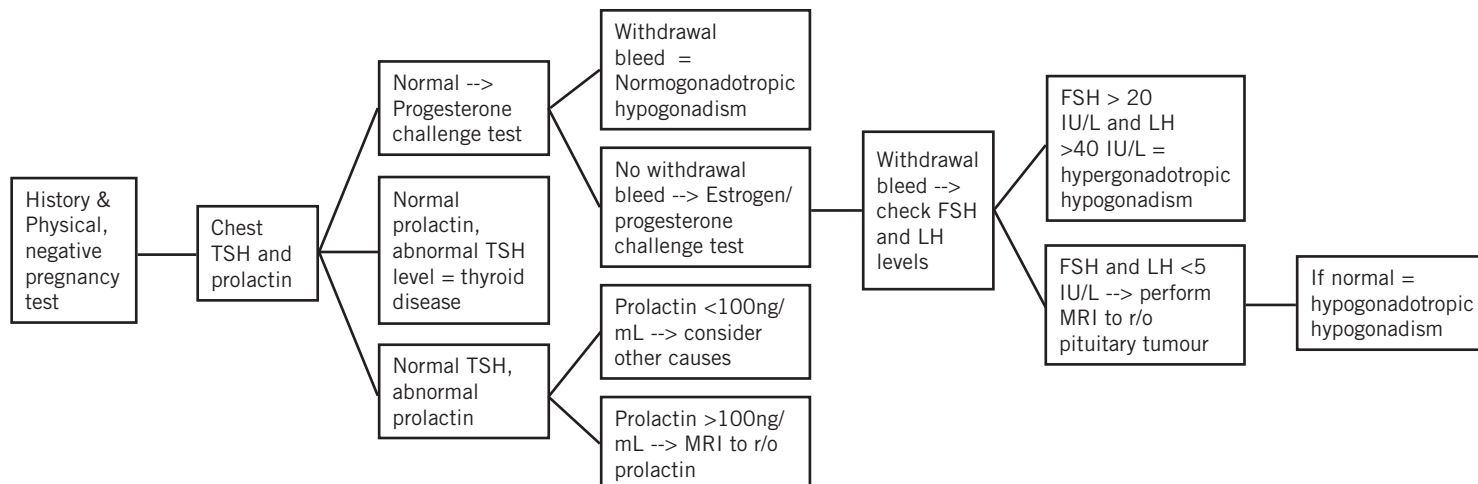 History &
Physical,
negative
pregnancy
test
Chest
TSH and
prolactin
Normal -->
Progesterone
challenge test
Normal
prolactin,
abnormal TSH
level = thyroid
disease
Normal TSH,
abnormal
prolactin
Withdrawal
bleed =
Normogonadotropic
hypogonadism
No withdrawal
bleed --> Estrogen/
progesterone
challenge test
Prolactin <100ng/
mL --> consider
other causes
Prolactin >100ng/
mL --> MRI to r/o
prolactin
Withdrawal
bleed -->
check FSH
and LH
levels
FSH > 20
IU/L and LH
>40 IU/L =
hypergonadotropic
hypogonadism
FSH and LH <5
IU/L --> perform
MRI to r/o
pituitary tumour
If normal =
hypogonadotropic
hypogonadism